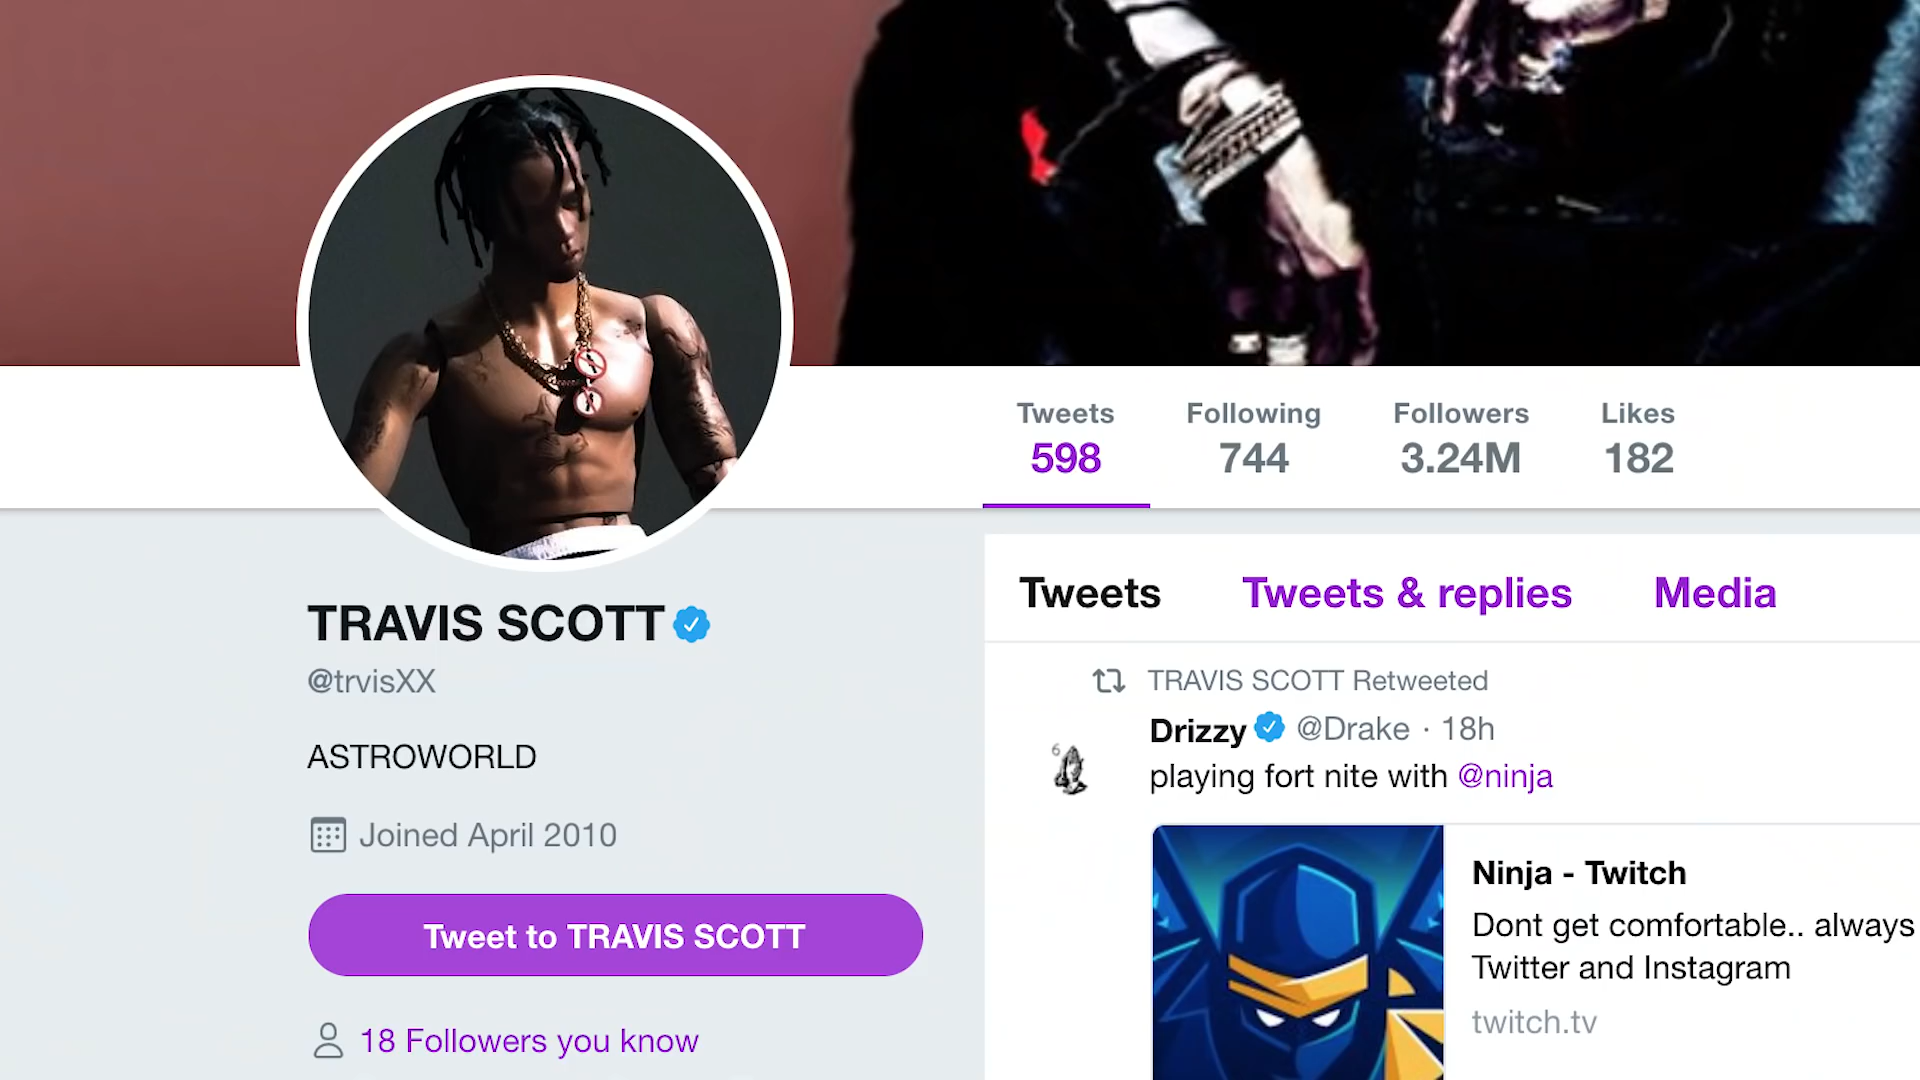 Tweets
598
Following
744
Followers
3.24M
Likes
182
TRAVIS SCOTT
@trvisXX
ASTROWORLD
Joined April 2010
Tweet to TRAVIS SCOTT
18 Followers you know
Tweets
Tweets & replies
Media
TRAVIS SCOTT Retweeted
Drizzy @Drake · 18h
6
playing fort nite with @ninja
Ninja - Twitch
Dont get comfortable.. always
Twitter and Instagram
twitch.tv